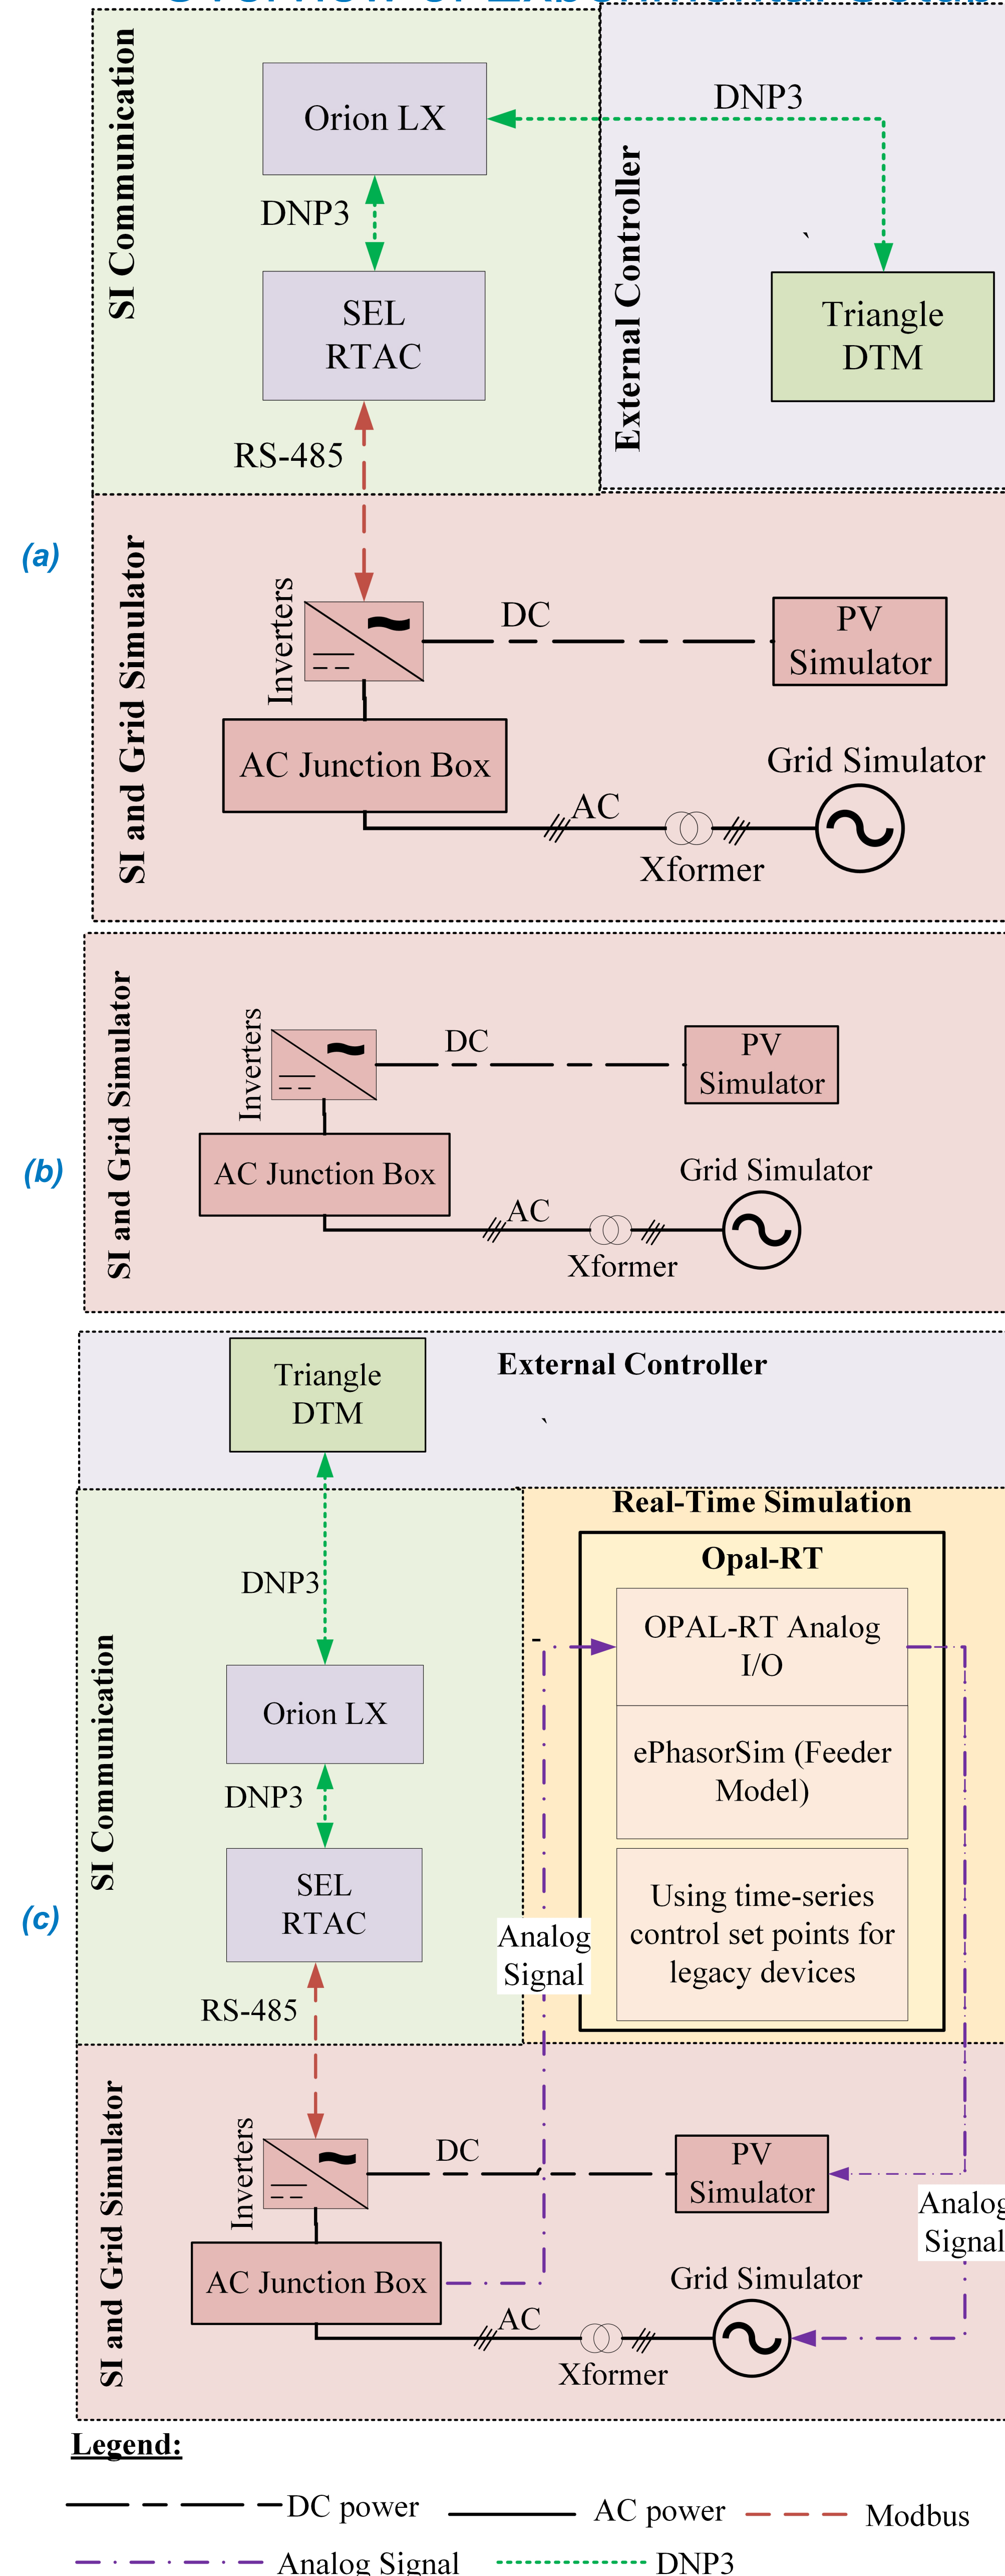 SI Communication
Orion LX
DNP3
DNP3
SEL
RTAC
External Controller
Triangle
DTM
RS-485
(a)
SI and Grid Simulator
Inverters
DC
PV
Simulator
AC Junction Box
Grid Simulator
AC
Xformer
(b)
SI and Grid Simulator
Inverters
DC
PV
Simulator
AC Junction Box
Grid Simulator
AC
Xformer
Triangle
DTM
External Controller
Real-Time Simulation
Opal-RT
OPAL-RT Analog
I/O
ePhasorSim (Feeder
Model)
Using time-series
control set points for
legacy devices
DNP3
SI Communication
Orion LX
DNP3
SEL
RTAC
(c)
Analog
Signal
RS-485
SI and Grid Simulator
Inverters
DC
PV
Simulator
Analog
Signal
AC Junction Box
Grid Simulator
AC
Xformer
Legend:
DC power
AC power
Modbus
Analog Signal
DNP3